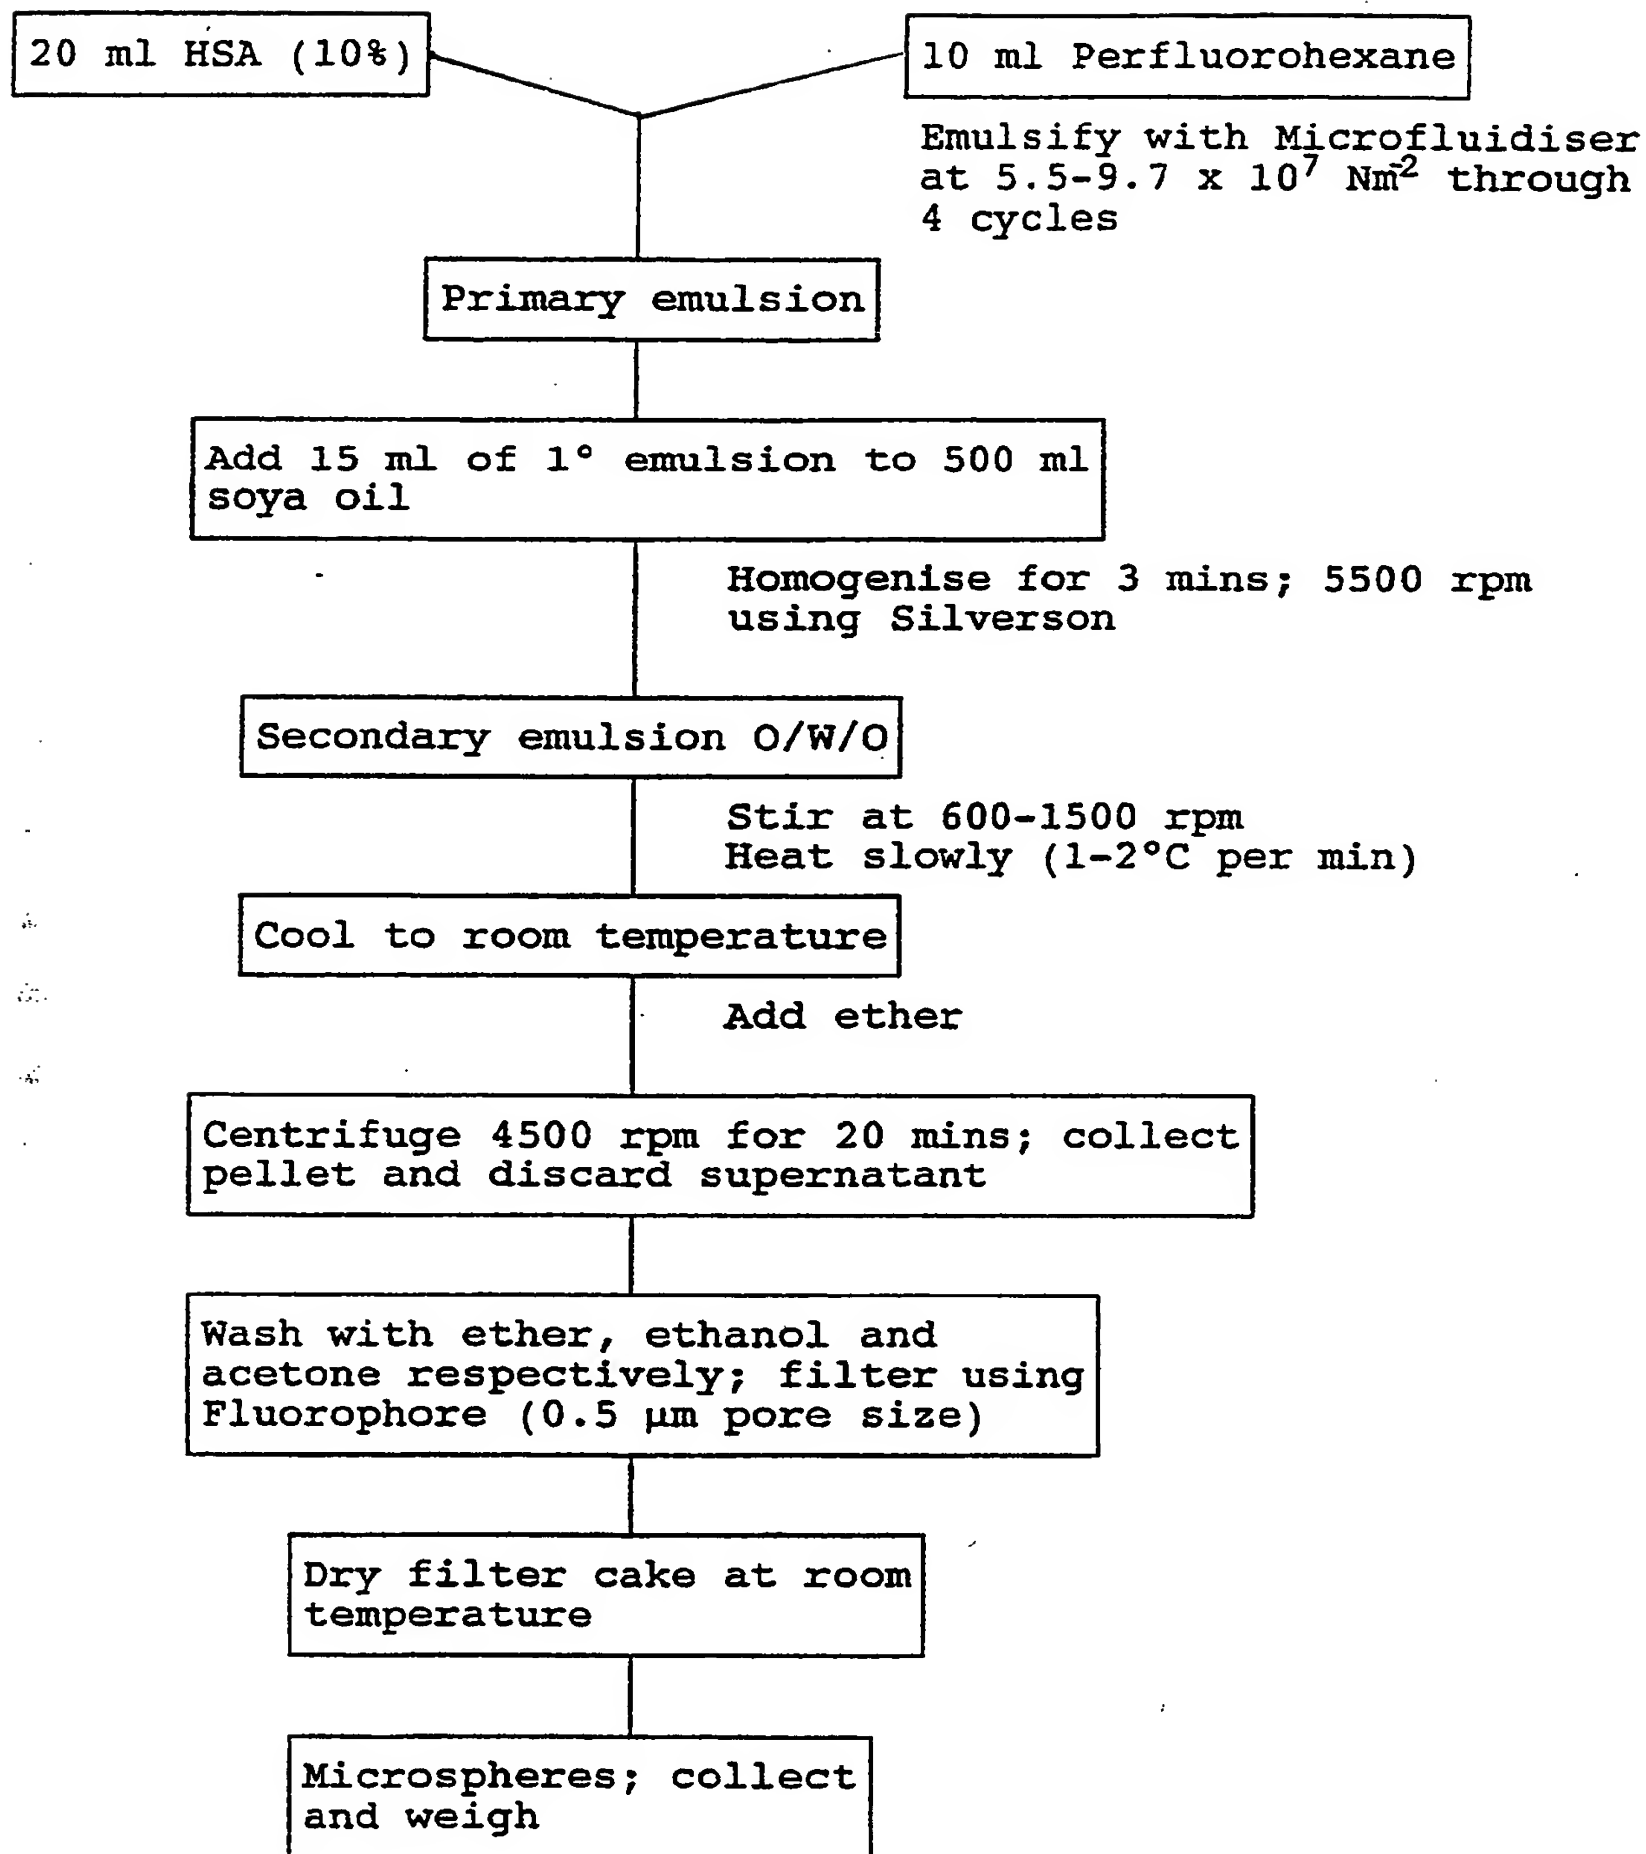 20 ml HSA (10%)
10 ml Perfluorohexane
Emulsify with Microfluidiser
at 5.5-9.7 x 10⁷ Nm⁻² through
4 cycles
Primary emulsion
Add 15 ml of 1° emulsion to 500 ml
soya oil
Homogenise for 3 mins; 5500 rpm
using Silverson
Secondary emulsion O/W/O
Stir at 600-1500 rpm
Heat slowly (1-2°C per min)
Cool to room temperature
Add ether
Centrifuge 4500 rpm for 20 mins; collect
pellet and discard supernatant
Wash with ether, ethanol and
acetone respectively; filter using
Fluorophore (0.5 µm pore size)
Dry filter cake at room
temperature
Microspheres; collect
and weigh